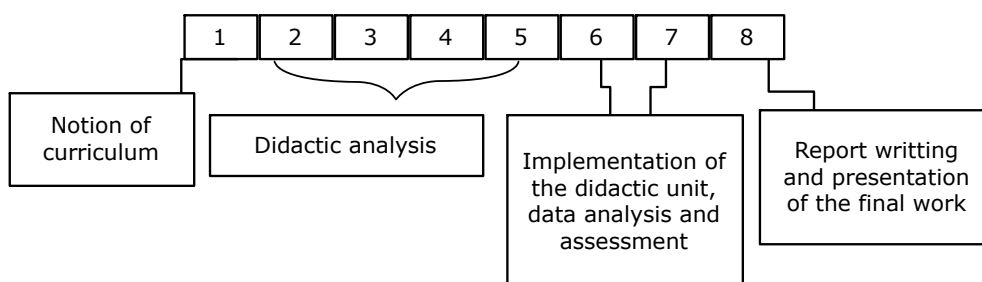 1 2 3 4 5 6 7 8
Notion of
curriculum
Didactic analysis
Implementation of
the didactic unit,
data analysis and
assessment
Report writting
and presentation
of the final work